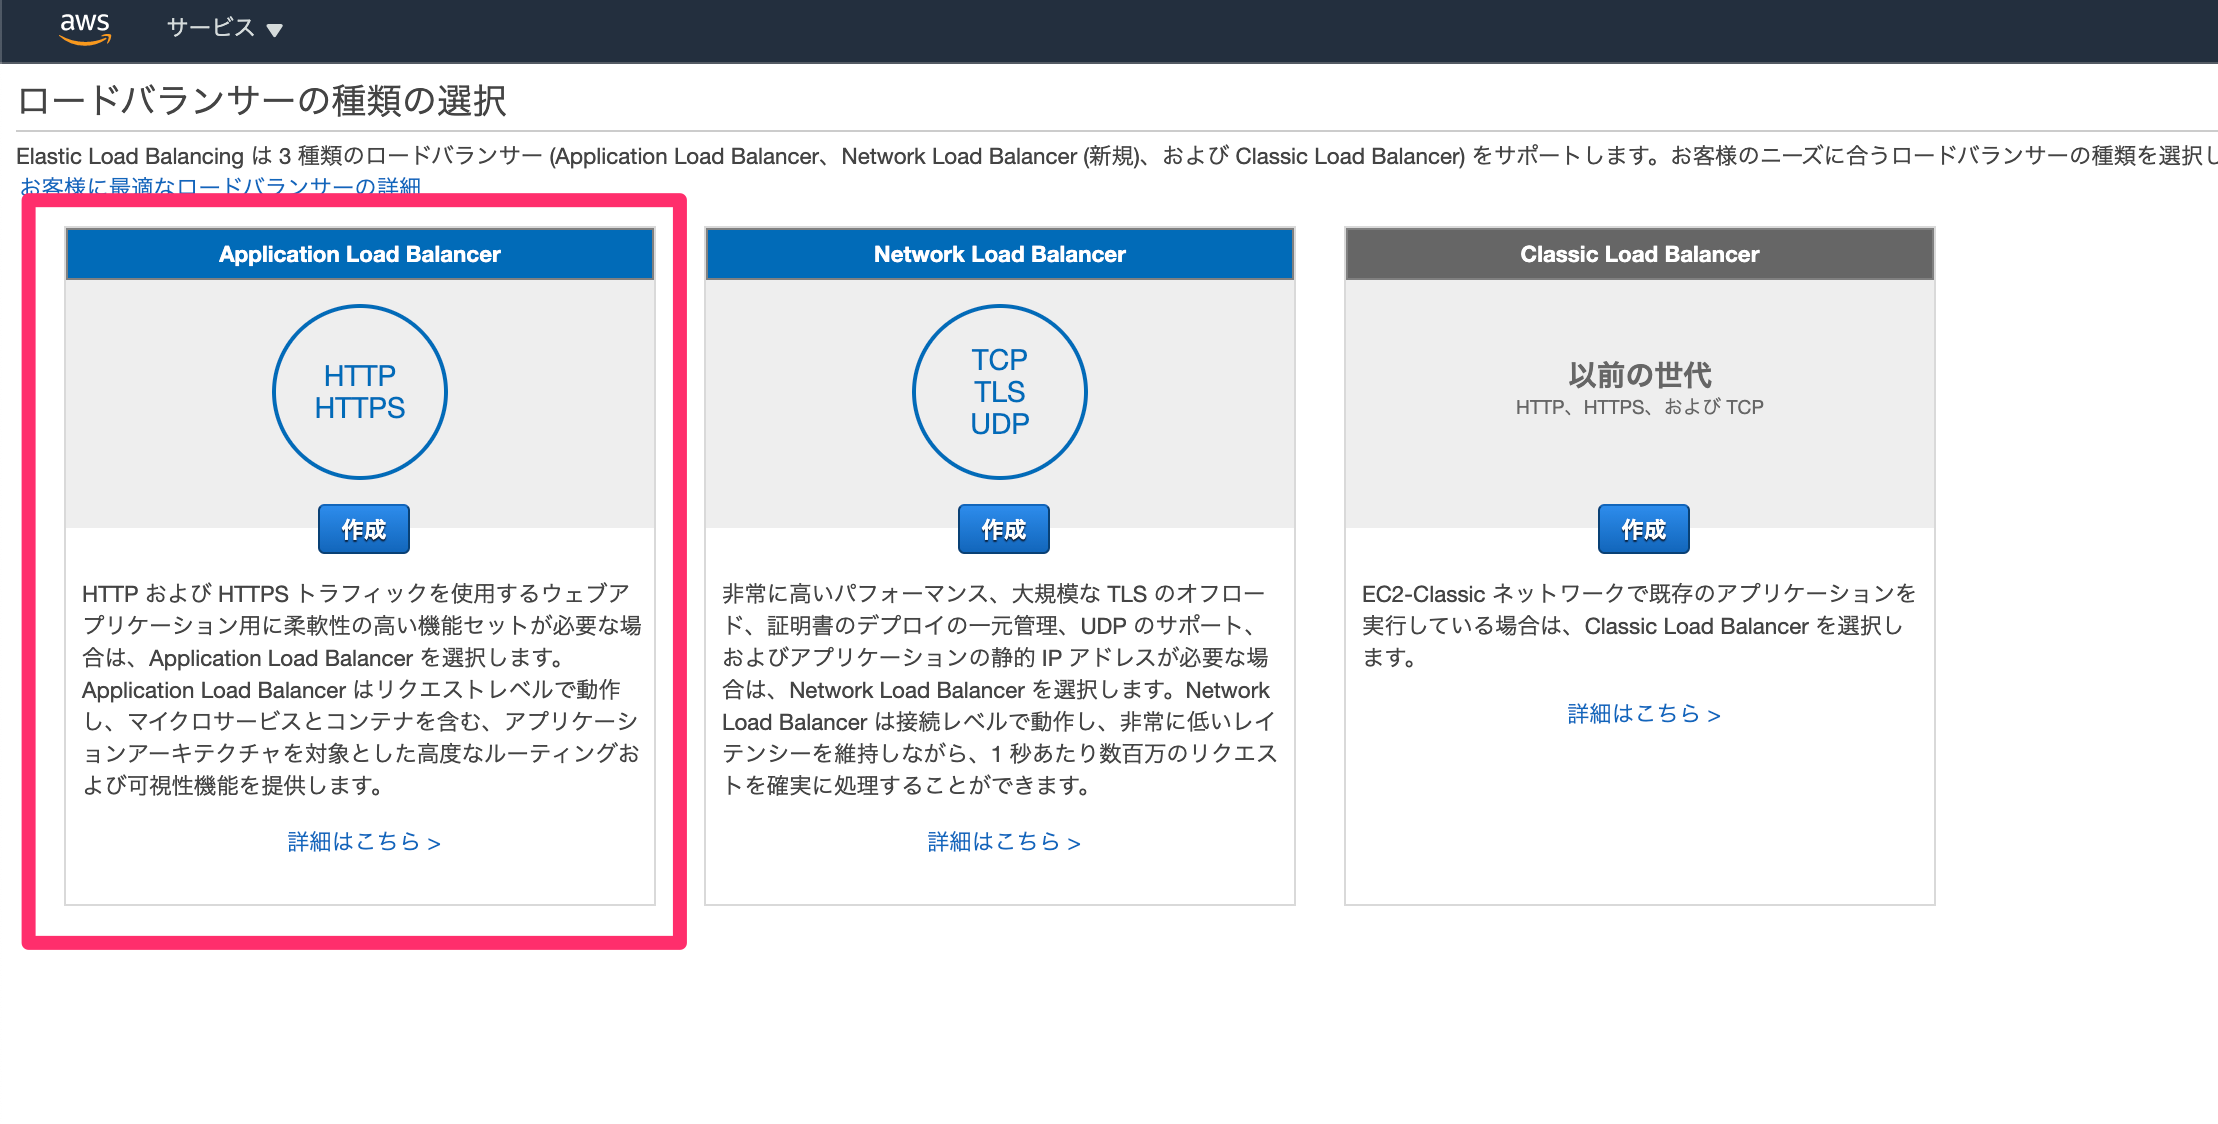 aws
サービス
ロードバランサーの種類の選択
Elastic Load Balancing は 3 種類のロードバランサー (Application Load Balancer、Network Load Balancer (新規)、および Classic Load Balancer) をサポートします。お客様のニーズに合うロードバランサーの種類を選択し
お客様に最適なロードバランサーの詳細
Application Load Balancer
HTTP
HTTPS
作成
HTTP および HTTPS トラフィックを使用するウェブア
プリケーション用に柔軟性の高い機能セットが必要な場
合は、Application Load Balancer を選択します。
Application Load Balancer はリクエストレベルで動作
し、マイクロサービスとコンテナを含む、アプリケーシ
ョンアーキテクチャを対象とした高度なルーティングお
よび可視性機能を提供します。
詳細はこちら >
Network Load Balancer
TCP
TLS
UDP
作成
非常に高いパフォーマンス、大規模な TLS のオフロー
ド、証明書のデプロイの一元管理、UDP のサポート、
およびアプリケーションの静的 IP アドレスが必要な場
合は、Network Load Balancer を選択します。Network
Load Balancer は接続レベルで動作し、非常に低いレイ
テンシーを維持しながら、1 秒あたり数百万のリクエス
トを確実に処理することができます。
詳細はこちら >
Classic Load Balancer
以前の世代
HTTP、HTTPS、および TCP
作成
EC2-Classic ネットワークで既存のアプリケーションを
実行している場合は、Classic Load Balancer を選択し
ます。
詳細はこちら >